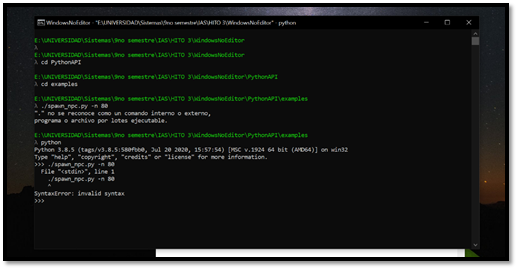 WindowsNoEditor - "E:\UNIVERSIDAD\Sistemas\9no semestre\IAS\HITO 3\WindowsNoEditor" - python
E:\UNIVERSIDAD\Sistemas\9no semestre\IAS\HITO 3\WindowsNoEditor
λ
E:\UNIVERSIDAD\Sistemas\9no semestre\IAS\HITO 3\WindowsNoEditor
λ cd PythonAPI
E:\UNIVERSIDAD\Sistemas\9no semestre\IAS\HITO 3\WindowsNoEditor\PythonAPI
λ cd examples
E:\UNIVERSIDAD\Sistemas\9no semestre\IAS\HITO 3\WindowsNoEditor\PythonAPI\examples
λ ./spawn_npc.py -n 80
"." no se reconoce como un comando interno o externo,
programa o archivo por lotes ejecutable.
E:\UNIVERSIDAD\Sistemas\9no semestre\IAS\HITO 3\WindowsNoEditor\PythonAPI\examples
λ python
Python 3.8.5 (tags/v3.8.5:580fbb0, Jul 20 2020, 15:57:54) [MSC v.1924 64 bit (AMD64)] on win32
Type "help", "copyright", "credits" or "license" for more information.
>>> ./spawn_npc.py -n 80
File "<stdin>", line 1
./spawn_npc.py -n 80
^
SyntaxError: invalid syntax
>>>